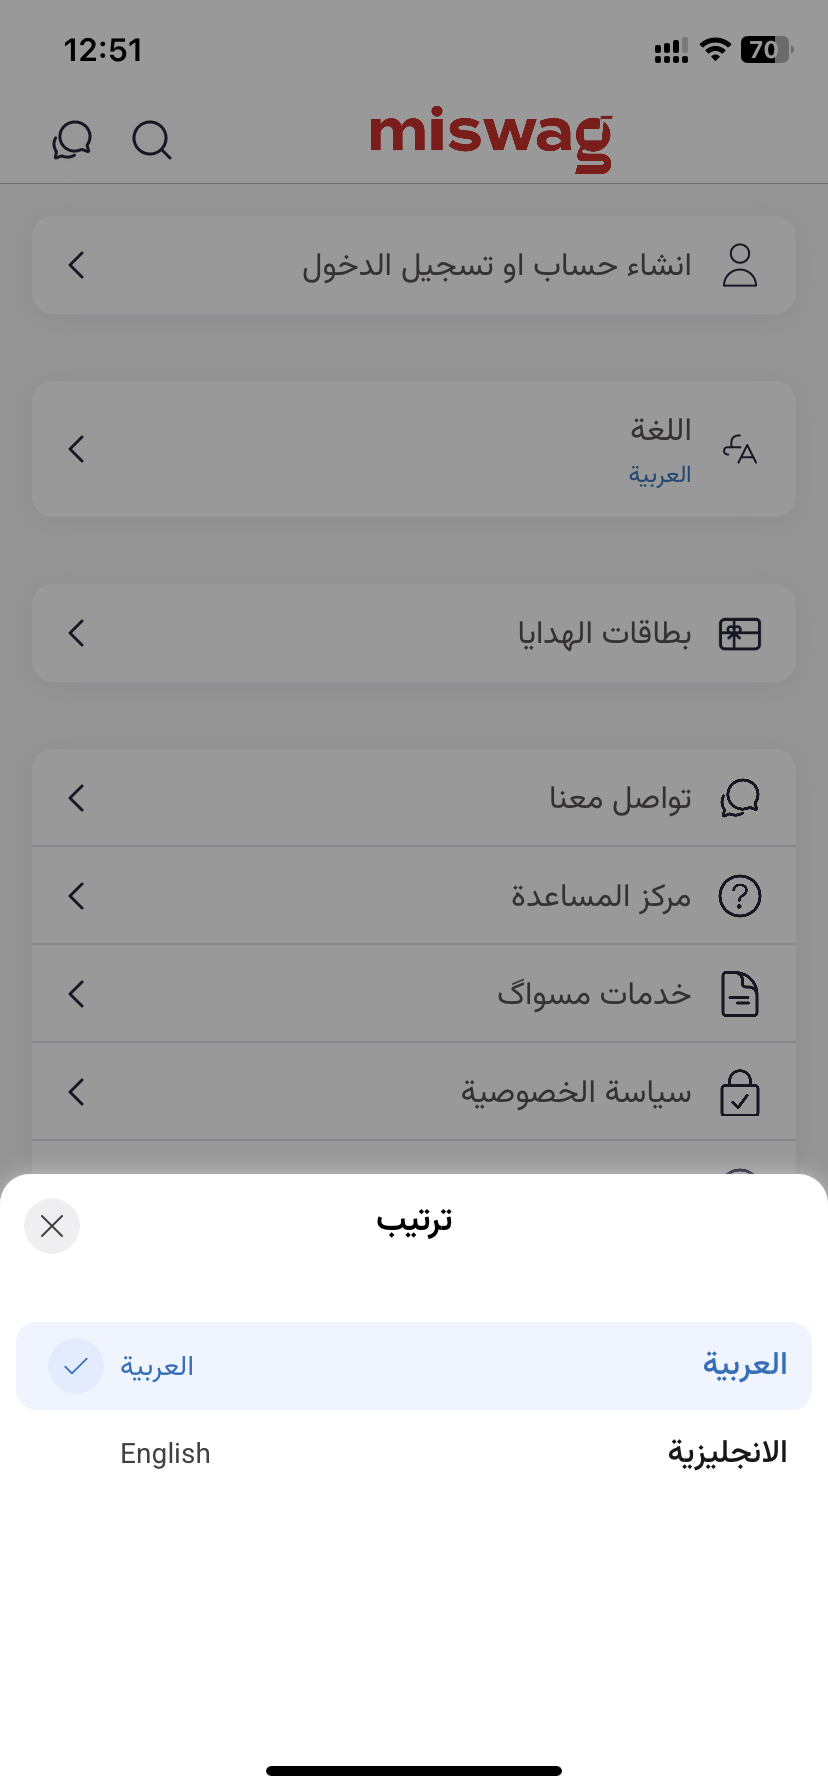 12:51
70
miswag
انشاء حساب او تسجيل الدخول
اللغة
العربية
بطاقات الهدايا
تواصل معنا
مركز المساعدة
خدمات مسواگ
سياسة الخصوصية
ترتيب
العربية العربية
الانجليزية English